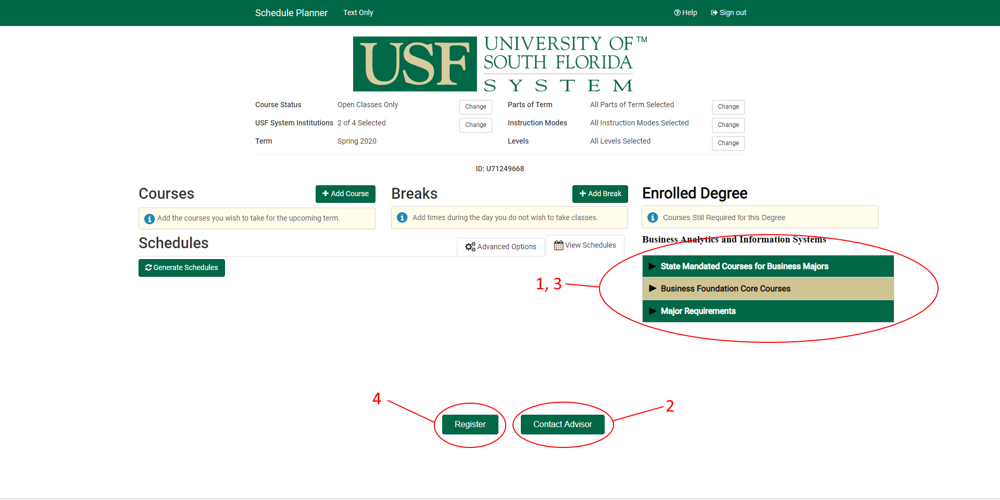 Schedule Planner Text Only Help Sign out
USF UNIVERSITY OF™
SOUTH FLORIDA
SYSTEM
Course Status Open Classes Only Change Parts of Term All Parts of Term Selected Change
USF System Institutions 2 of 4 Selected Change Instruction Modes All Instruction Modes Selected Change
Term Spring 2020 Levels All Levels Selected Change
ID: U71249668
Courses Add Course Breaks Add Break Enrolled Degree
Add the courses you wish to take for the upcoming term. Add times during the day you do not wish to take classes. Courses Still Required for this Degree
Schedules Advanced Options View Schedules Business Analytics and Information Systems
Generate Schedules State Mandated Courses for Business Majors
1, 3 Business Foundation Core Courses
Major Requirements
4 2
Register Contact Advisor